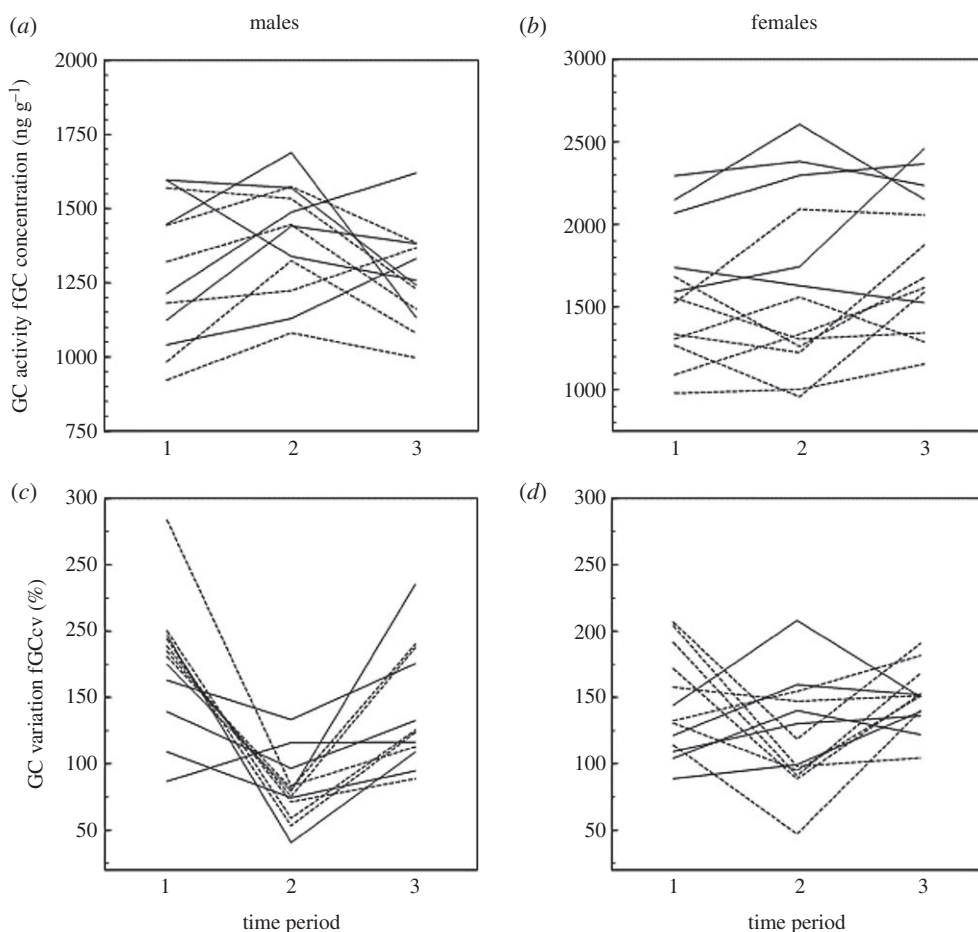 (a) males
(b) females
GC activity fGC concentration (ng g⁻¹)
2000
1750
1500
1250
1000
750
1 2 3
3000
2500
2000
1500
1000
1 2 3
(c)
GC variation fGCcv (%)
300
250
250
150
100
50
1 2 3
time period
(d)
300
250
200
150
100
50
1 2 3
time period